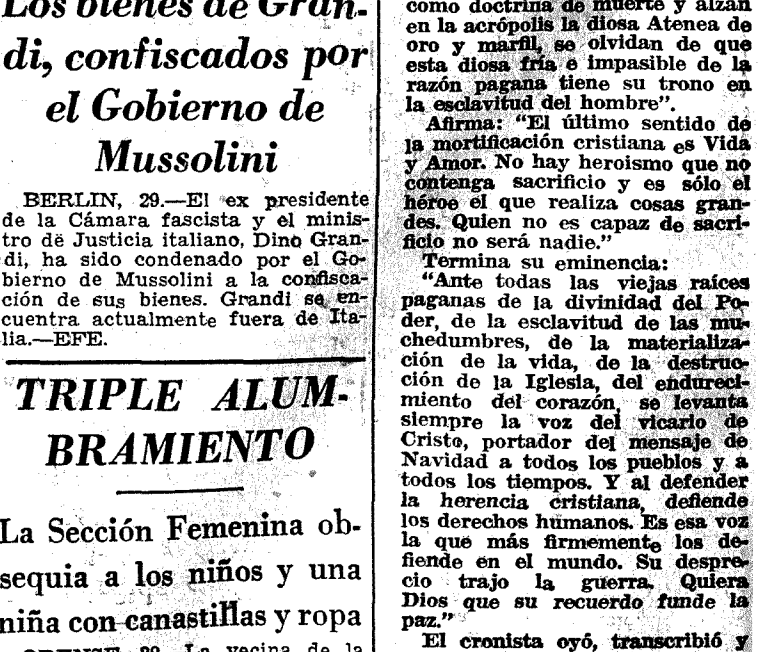 Los bienes de Gran-
di, confiscados por
el Gobierno de
Mussolini
BERLIN, 29.—El ex presidente
de la Cámara fascista y el minis-
tro de Justicia italiano, Dino Gran-
di, ha sido condenado por el Go-
bierno de Mussolini a la confisca-
ción de sus bienes. Grandi se en-
cuentra actualmente fuera de Ita-
lia.—EFE.
TRIPLE ALUM-
BRAMIENTO
La Sección Femenina ob-
sequia a los niños y una
niña con canastillas y ropa
ORENSE, 29. La vecina de la
como doctrina de muerte y alzan
en la acrópolis la diosa Atenea de
oro y marfil, se olvidan de que
esta diosa fría e impasible de la
razón pagana tiene su trono en
la esclavitud del hombre".
Afirma: "El último sentido de
la mortificación cristiana es Vida
y Amor. No hay heroismo que no
contenga sacrificio y es sólo el
héroe el que realiza cosas gran-
des. Quien no es capaz de sacri-
ficio no será nadie."
Termina su eminencia:
"Ante todas las viejas raíces
paganas de la divinidad del Po-
der, de la esclavitud de las mu-
chedumbres, de la materializa-
ción de la vida, de la destruc-
ción de la Iglesia, del endureci-
miento del corazón, se levanta
siempre la voz del vicario de
Cristo, portador del mensaje de
Navidad a todos los pueblos y a
todos los tiempos. Y al defender
la herencia cristiana, defiende
los derechos humanos. Es esa voz
la que más firmemente los de-
fiende en el mundo. Su despre-
cio trajo la guerra. Quiera
Dios que su recuerdo funde la
paz."
El cronista oyó, transcribió y